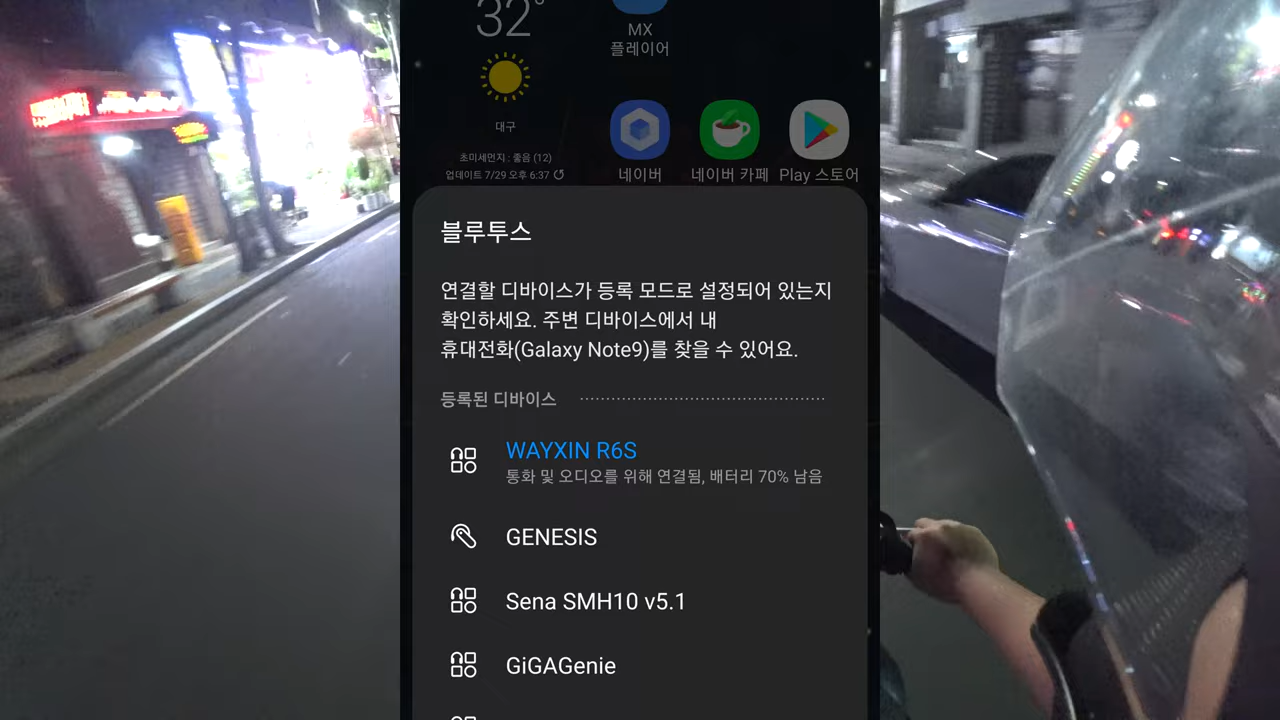 32°
MX
플레이어
대구
초미세먼지 : 좋음 (12)
업데이트 7/29 오후 6:37
네이버
네이버 카페
Play 스토어
블루투스
연결할 디바이스가 등록 모드로 설정되어 있는지
확인하세요. 주변 디바이스에서 내
휴대전화(Galaxy Note9)를 찾을 수 있어요.
등록된 디바이스
WAYXIN R6S
통화 및 오디오를 위해 연결됨, 배터리 70% 남음
GENESIS
Sena SMH10 v5.1
GiGAGenie